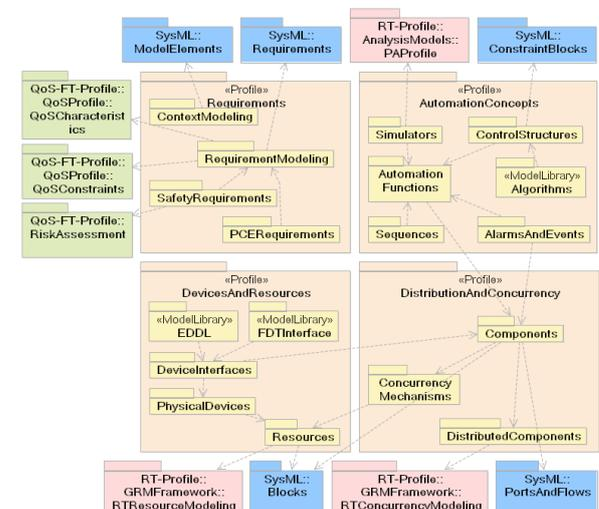 SysML::
ModelElements
SysML::
Requirements
RT-Profile::
AnalysisModels::
PAProfile
SysML::
ConstraintBlocks
QoS-FT-Profile::
QoSProfile::
QoSCharacterist
ics
QoS-FT-Profile::
QoSProfile::
QoSConstraints
QoS-FT-Profile::
RiskAssessment
«Profile»
Requirements
ContextModeling
RequirementModeling
SafetyRequirements
PCERequirements
«Profile»
AutomationConcepts
Simulators
ControlStructures
Automation
Functions
«ModelLibrary»
Algorithms
Sequences
AlarmsAndEvents
«Profile»
DevicesAndResources
«ModelLibrary»
EDDL
«ModelLibrary»
FDTInterface
DeviceInterfaces
PhysicalDevices
Resources
«Profile»
DistributionAndConcurrency
Components
Concurrency
Mechanisms
DistributedComponents
RT-Profile::
GRMFramework::
RTResourceModeling
SysML::
Blocks
RT-Profile::
GRMFramework::
RTConcurrencyModeling
SysML::
PortsAndFlows